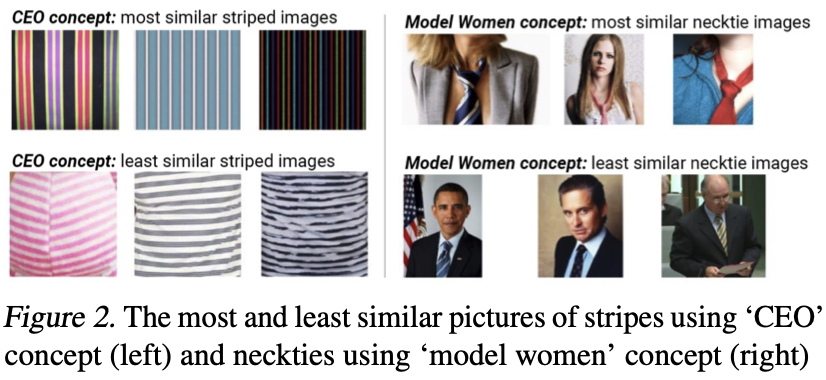 CEO concept: most similar striped images
Model Women concept: most similar necktie images
CEO concept: least similar striped images
Model Women concept: least similar necktie images
Figure 2. The most and least similar pictures of stripes using ‘CEO’
concept (left) and neckties using ‘model women’ concept (right)